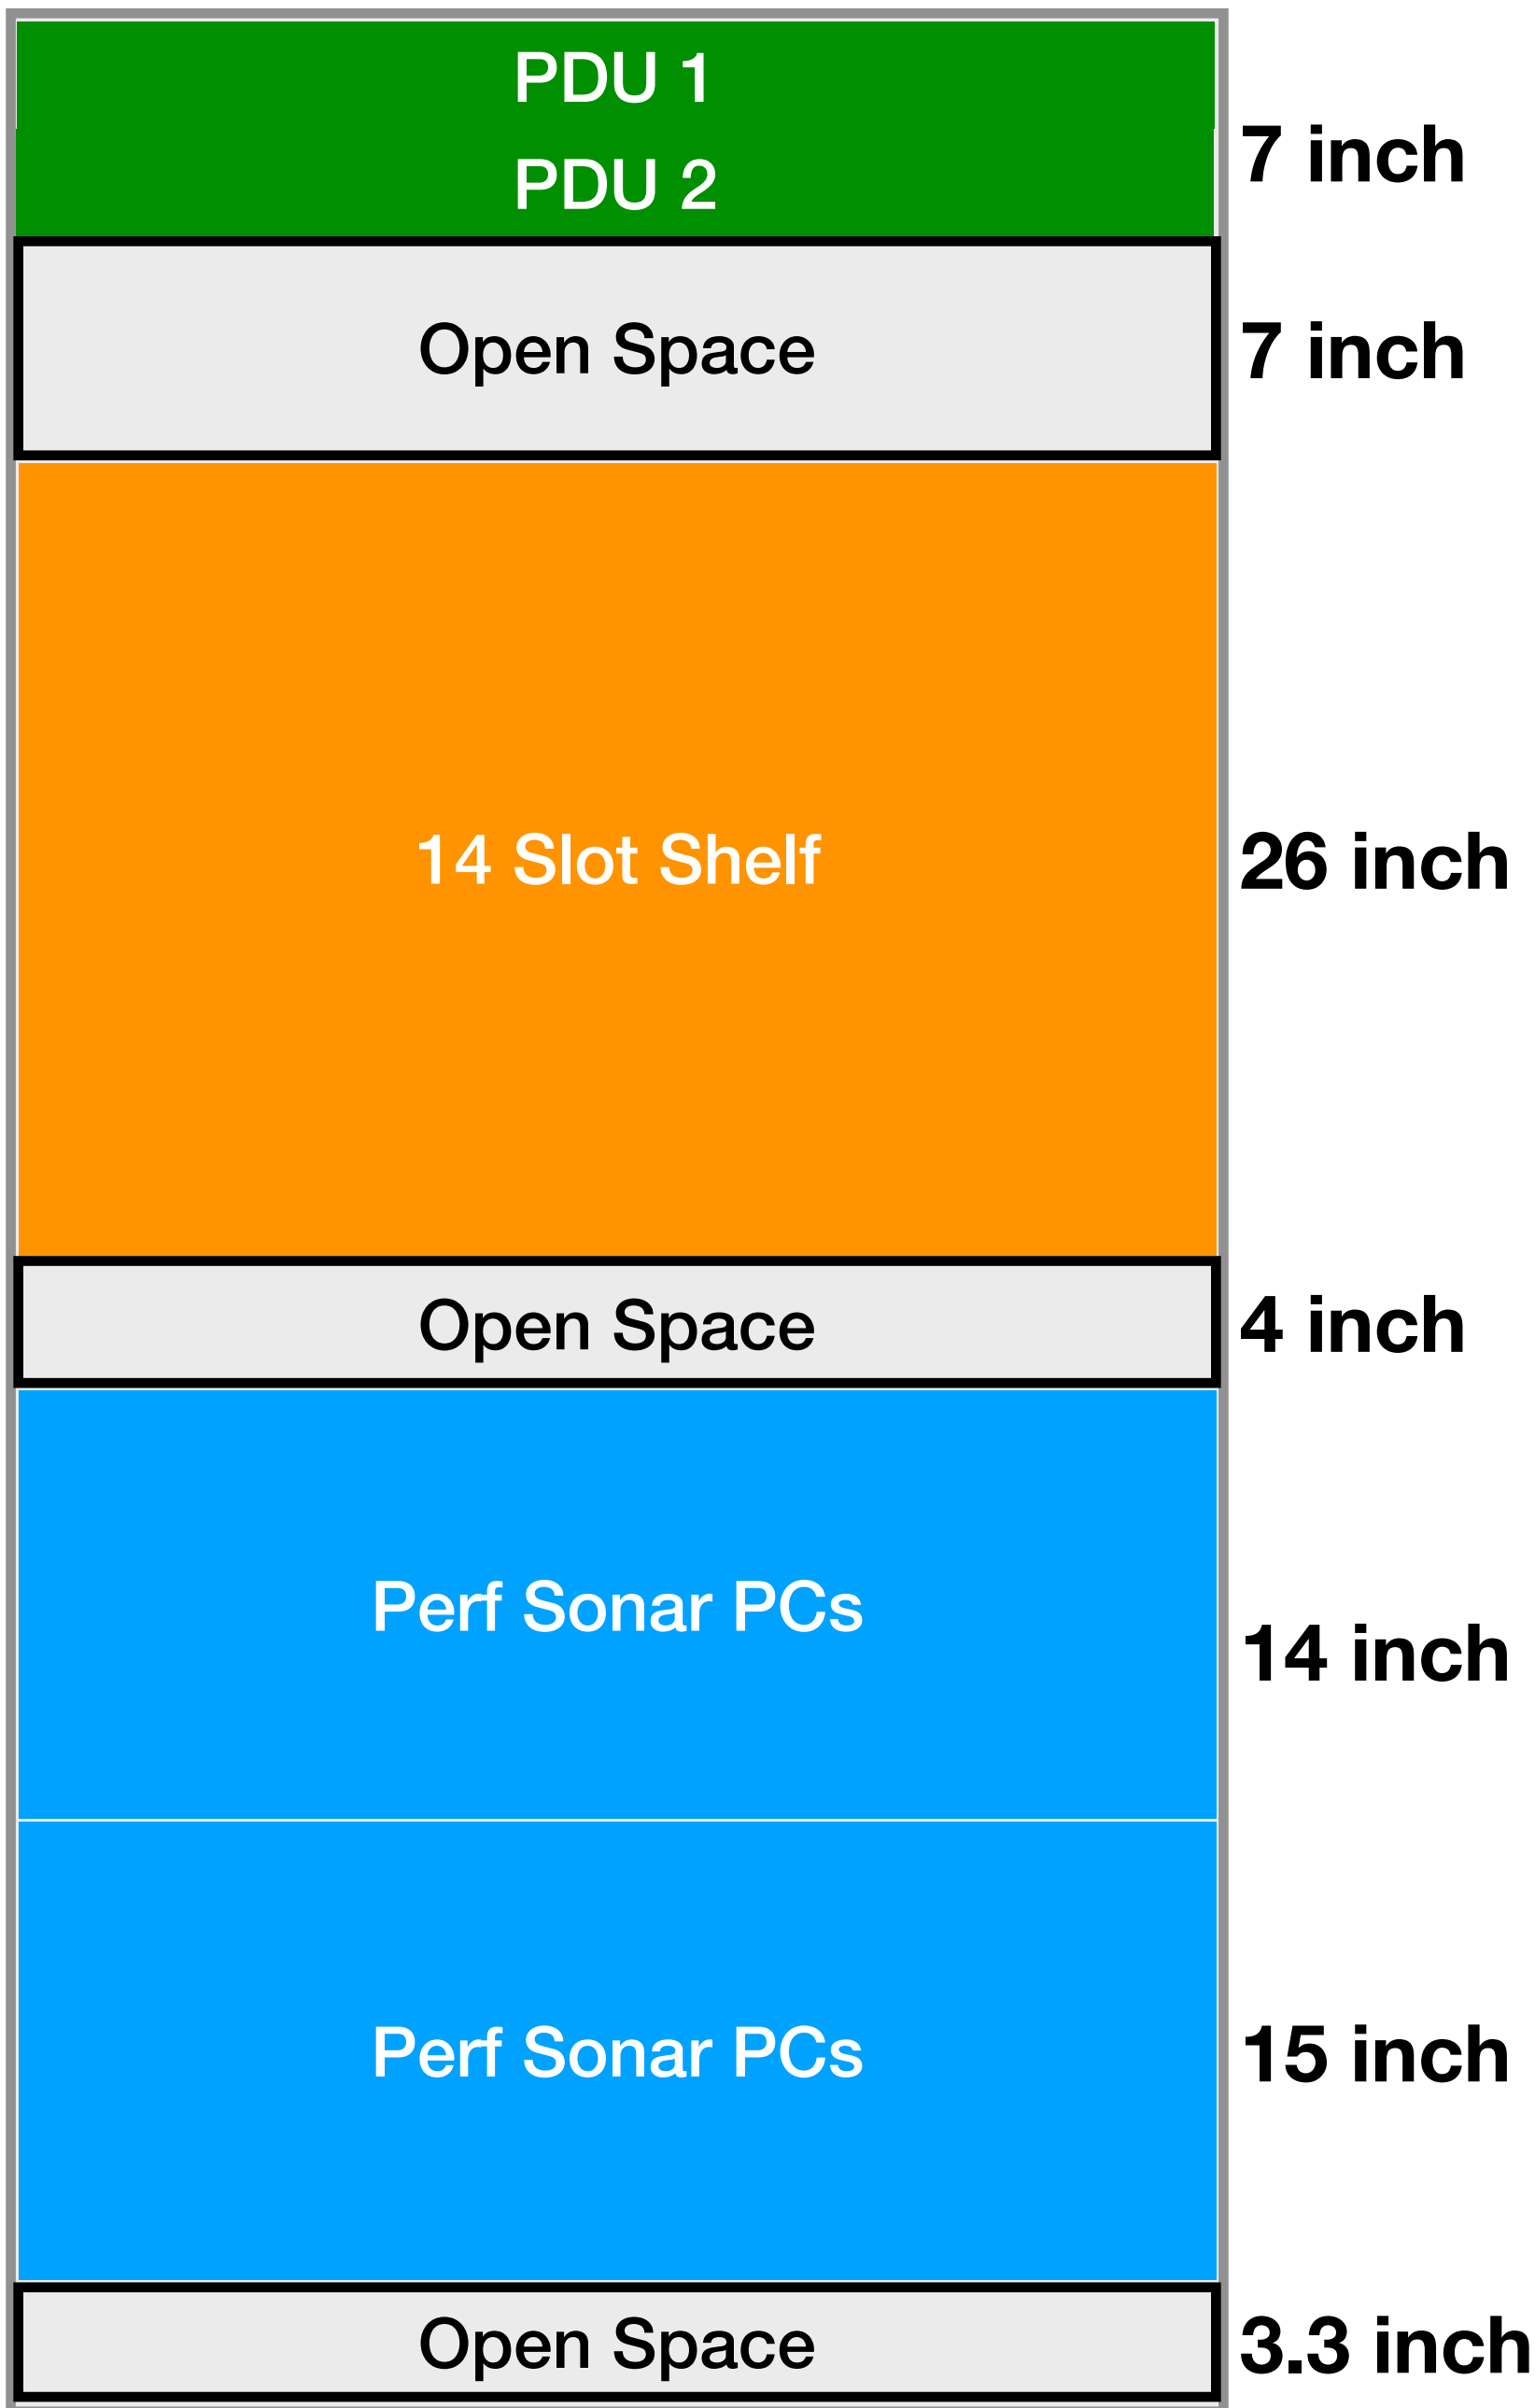 PDU 1
7 inch
PDU 2
Open Space
7 inch
14 Slot Shelf
26 inch
Open Space
4 inch
Perf Sonar PCs
14 inch
Perf Sonar PCs
15 inch
Open Space
3.3 inch